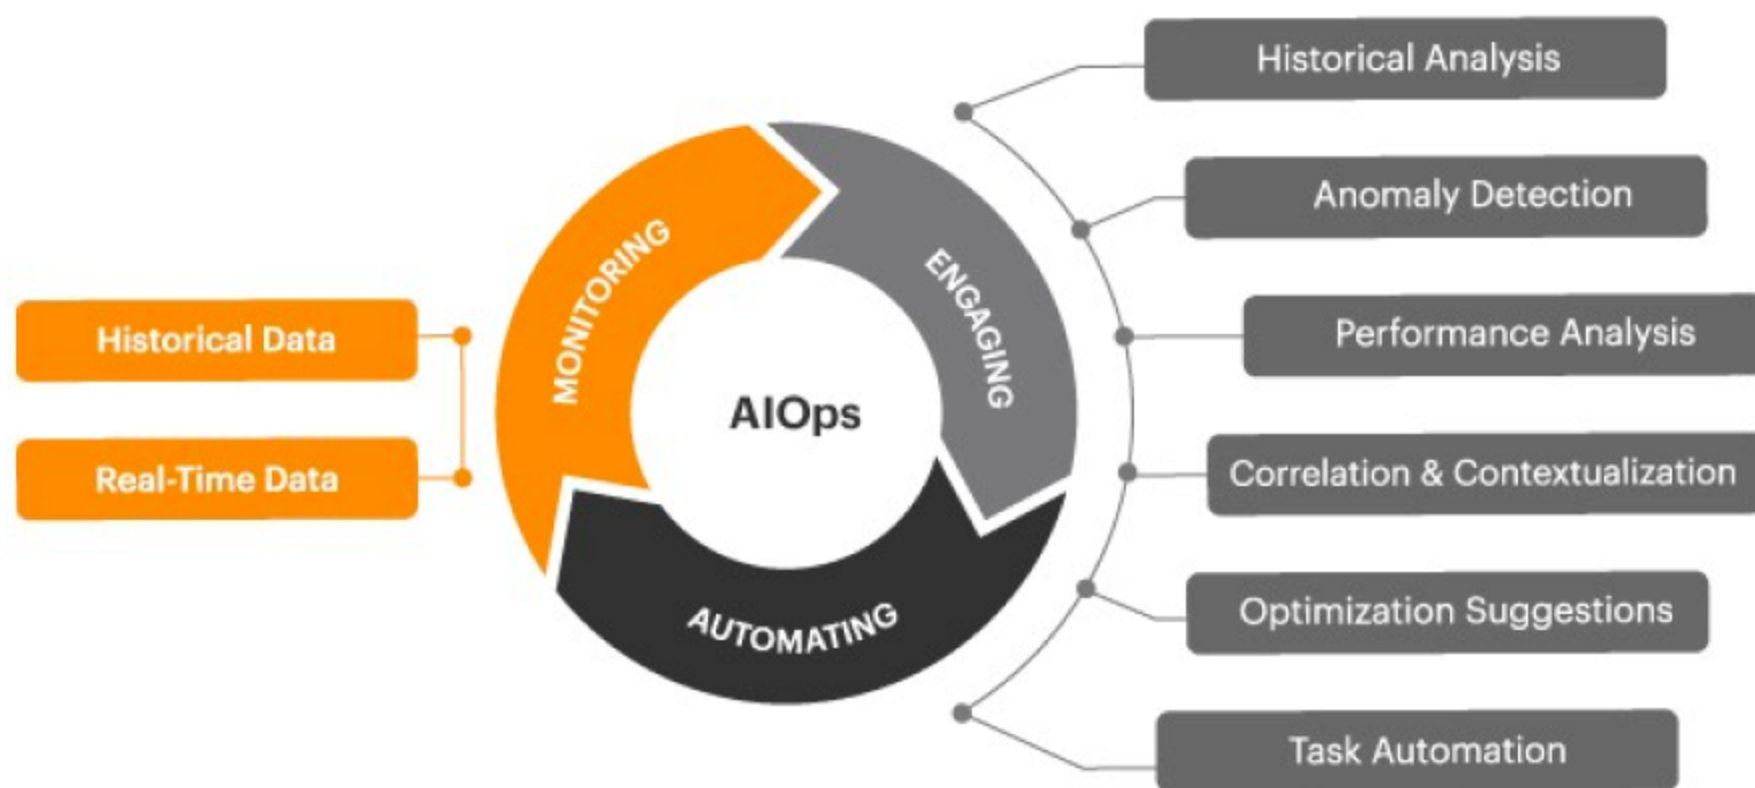 Historical Analysis
Anomaly Detection
MONITORING
ENGAGING
Historical Data
Performance Analysis
AIOps
Real-Time Data
Correlation & Contextualization
AUTOMATING
Optimization Suggestions
Task Automation